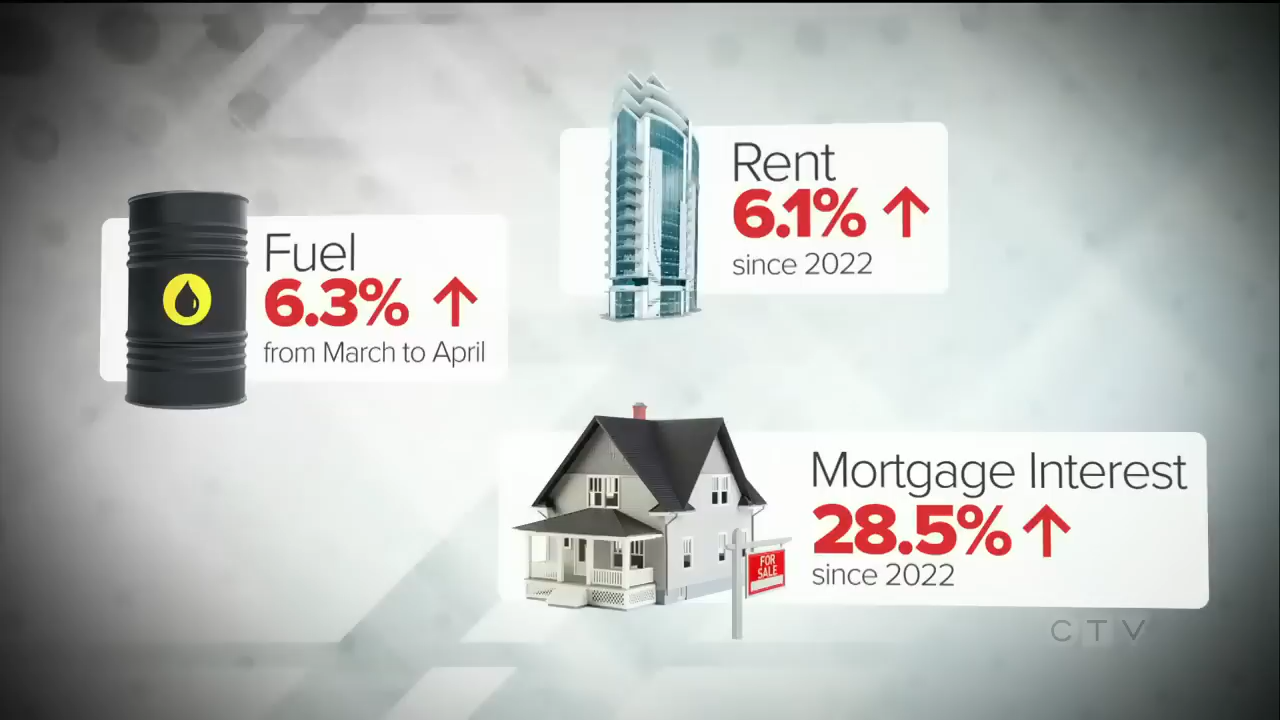 Fuel
6.3% ↑
from March to April
Rent
6.1% ↑
since 2022
Mortgage Interest
28.5% ↑
since 2022
FOR
SALE
CTV